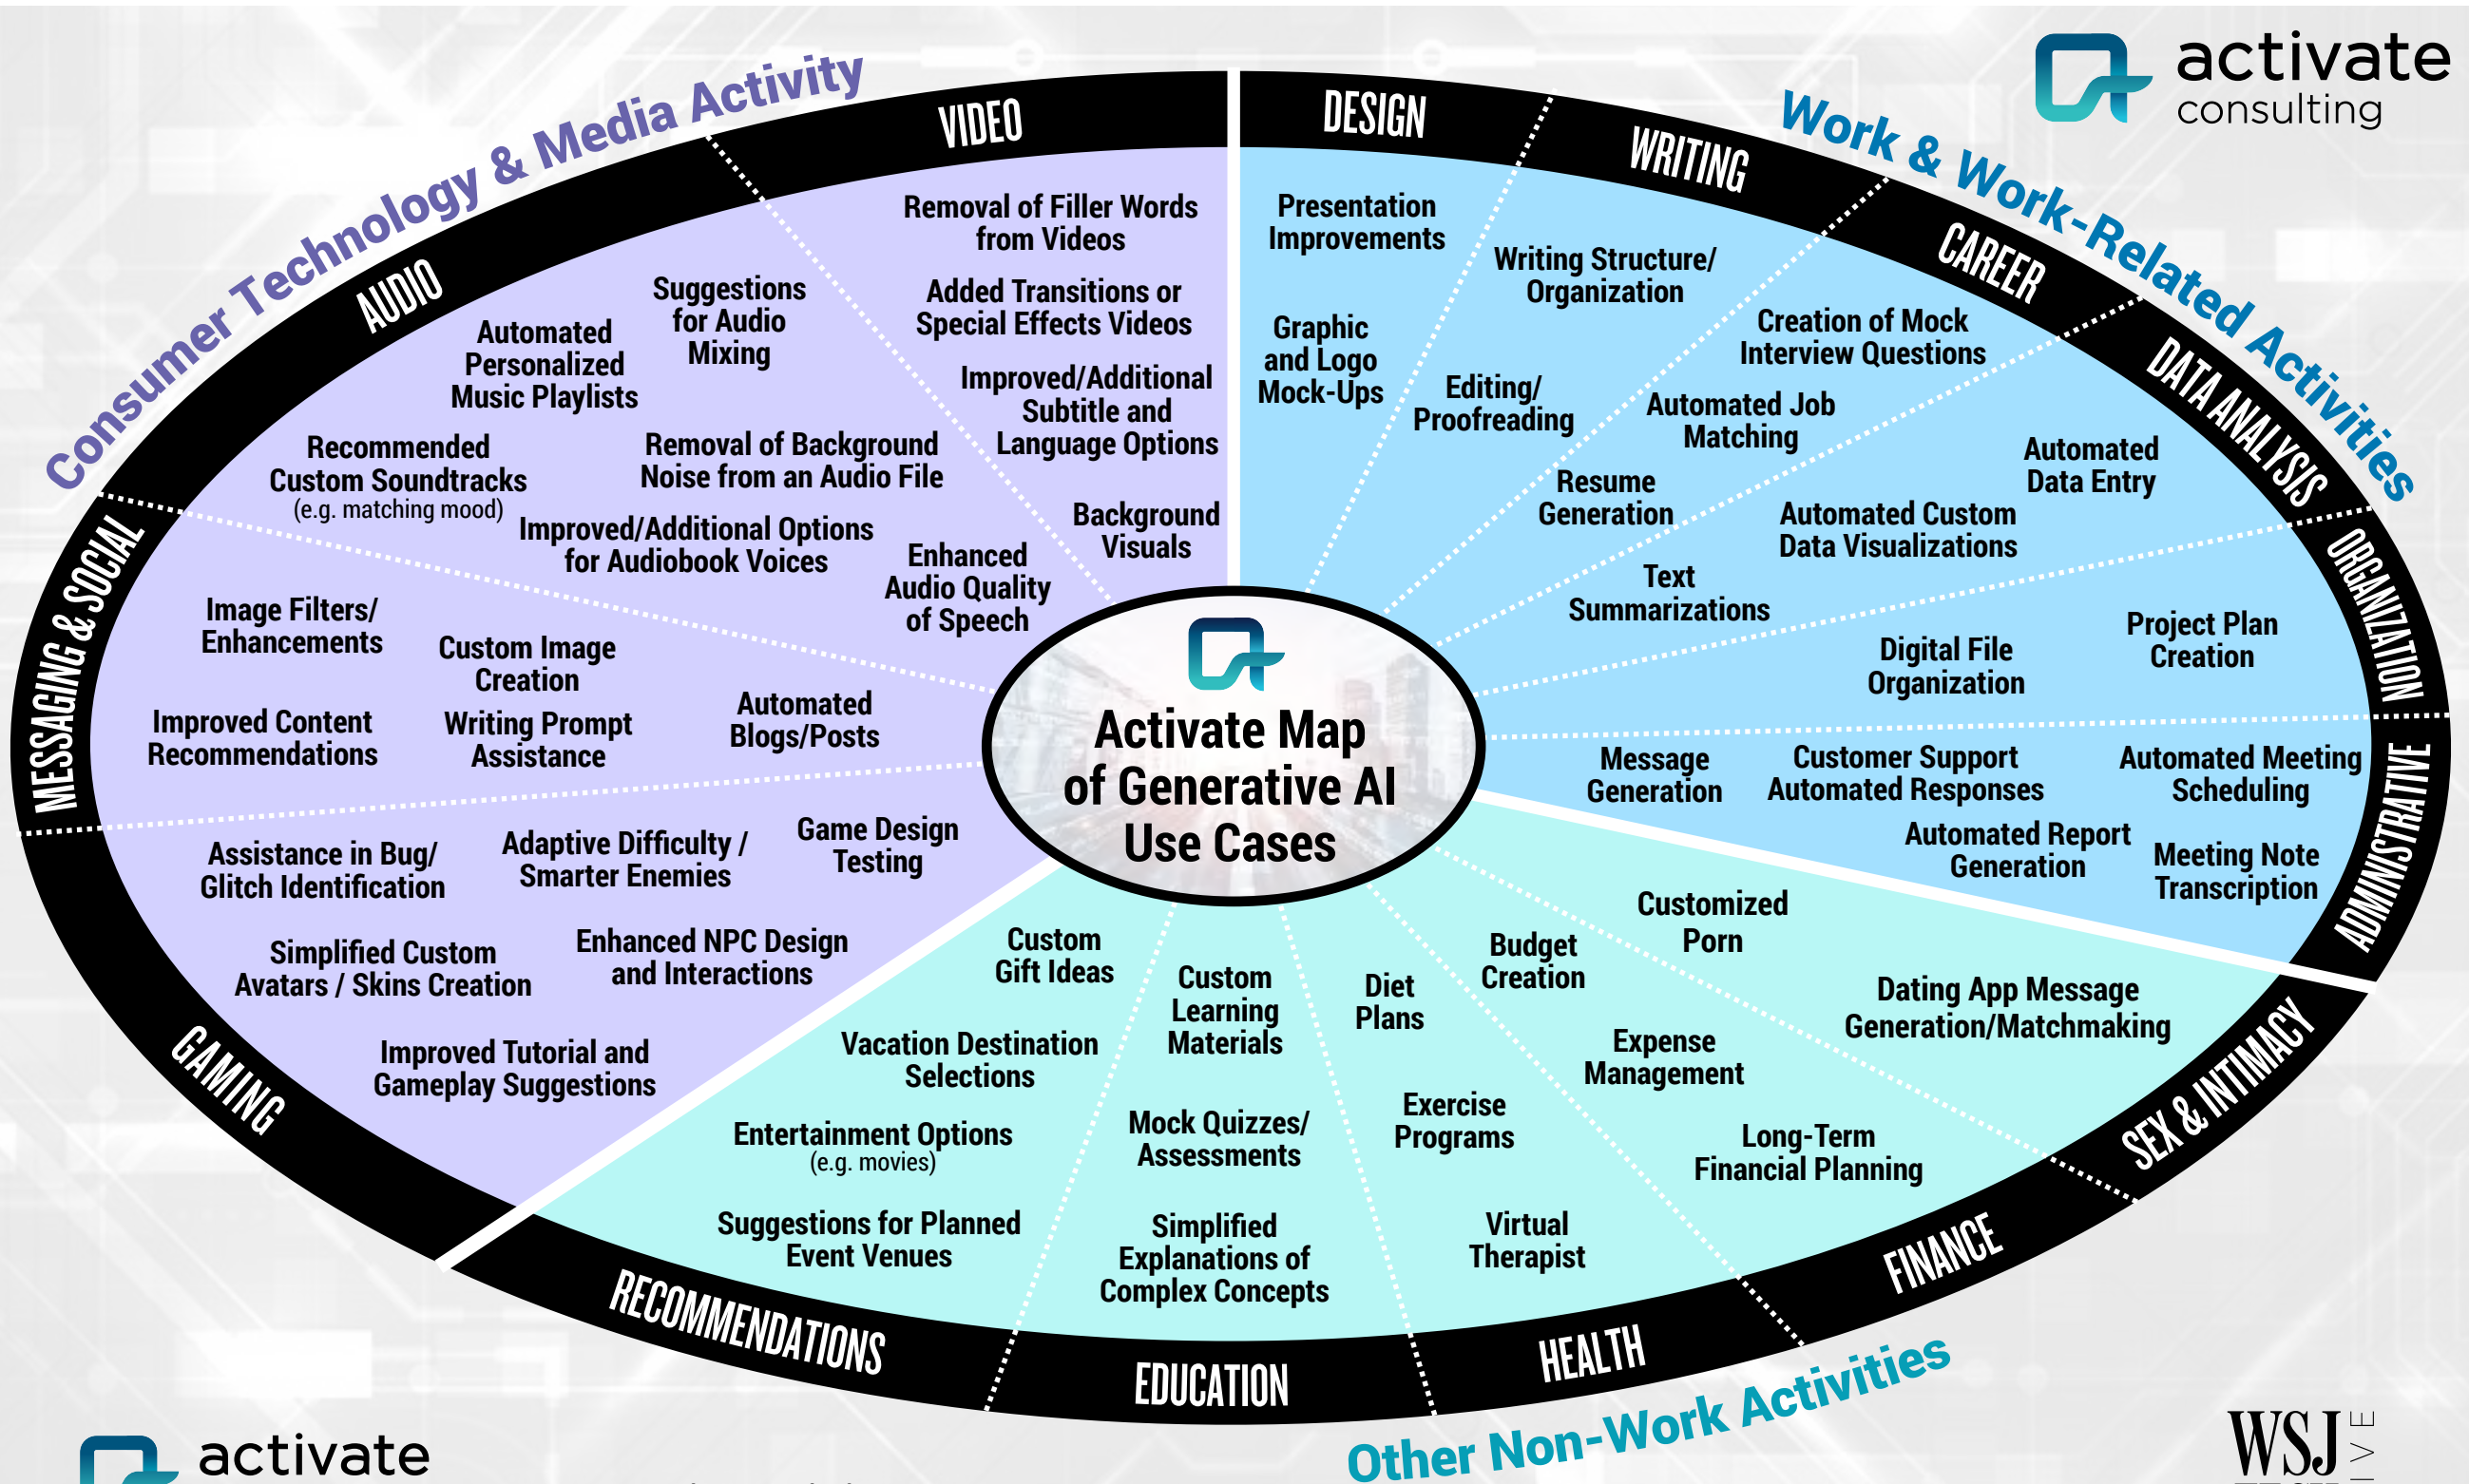 activate
consulting
Consumer Technology & Media Activity
Work & Work-Related Activities
VIDEO
Removal of Filler Words
from Videos
Added Transitions or
Special Effects Videos
Improved/Additional
Subtitle and
Language Options
Background
Visuals
DESIGN
Presentation
Improvements
Graphic
and Logo
Mock-Ups
WRITING
Writing Structure/
Organization
Editing/
Proofreading
CAREER
Creation of Mock
Interview Questions
Automated Job
Matching
Resume
Generation
DATA ANALYSIS
Automated
Data Entry
Automated Custom
Data Visualizations
Text
Summarizations
ORGANIZATION
Project Plan
Creation
Digital File
Organization
ADMINISTRATIVE
Message
Generation
Customer Support
Automated Responses
Automated Meeting
Scheduling
Automated Report
Generation
Meeting Note
Transcription
SEX & INTIMACY
Customized
Porn
Dating App Message
Generation/Matchmaking
FINANCE
Budget
Creation
Expense
Management
Long-Term
Financial Planning
HEALTH
Diet
Plans
Exercise
Programs
Virtual
Therapist
EDUCATION
Custom
Learning
Materials
Mock Quizzes/
Assessments
Simplified
Explanations of
Complex Concepts
RECOMMENDATIONS
Custom
Gift Ideas
Vacation Destination
Selections
Entertainment Options
(e.g. movies)
Suggestions for Planned
Event Venues
GAMING
Assistance in Bug/
Glitch Identification
Adaptive Difficulty /
Smarter Enemies
Game Design
Testing
Simplified Custom
Avatars / Skins Creation
Enhanced NPC Design
and Interactions
Improved Tutorial and
Gameplay Suggestions
MESSAGING & SOCIAL
Image Filters/
Enhancements
Custom Image
Creation
Improved Content
Recommendations
Writing Prompt
Assistance
Automated
Blogs/Posts
AUDIO
Suggestions
for Audio
Mixing
Automated
Personalized
Music Playlists
Recommended
Custom Soundtracks
(e.g. matching mood)
Removal of Background
Noise from an Audio File
Improved/Additional Options
for Audiobook Voices
Enhanced
Audio Quality
of Speech
Activate Map
of Generative AI
Use Cases
Other Non-Work Activities
activate
WSJ